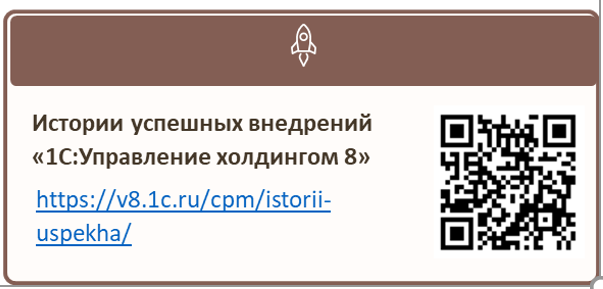 Истории успешных внедрений
«1С:Управление холдингом 8»
https://v8.1c.ru/cpm/istorii-
uspekha/